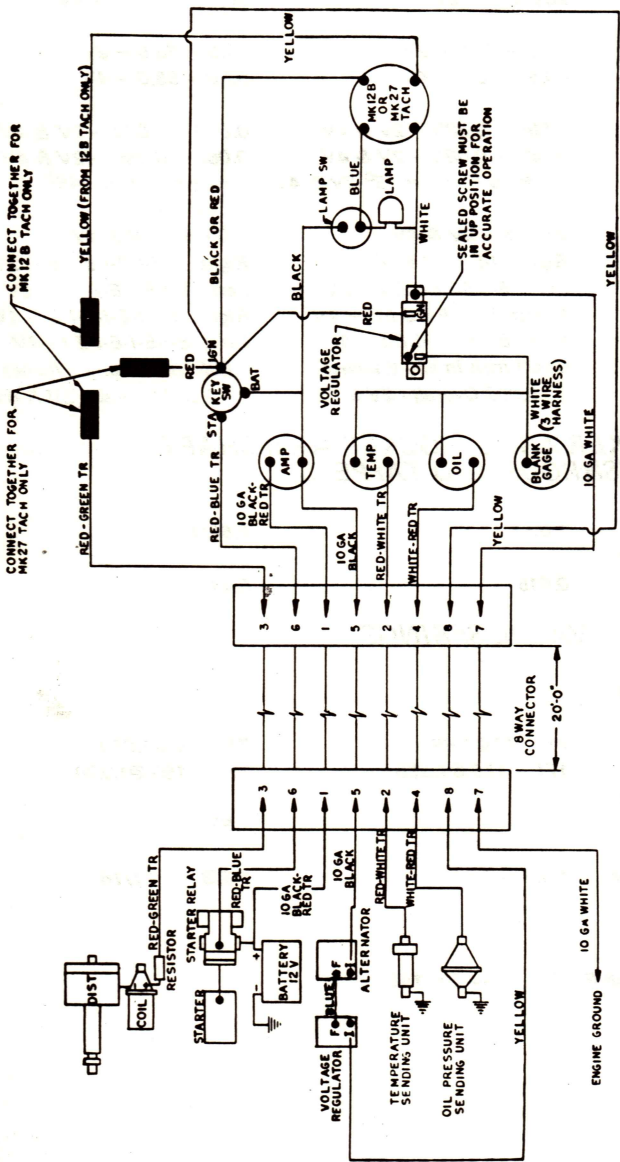 CONNECT TOGETHER FOR
MK27 TACH ONLY
CONNECT TOGETHER FOR
MK12B TACH ONLY
RED-GREEN TR
YELLOW (FROM 12B TACH ONLY)
YELLOW
RED
BLACK OR RED
MK12B
OR
MK27
TACH
STA
KEY
SW
IGN
BAT
RED-BLUE TR
LAMP SW
BLUE
LAMP
BLACK
WHITE
SEALED SCREW MUST BE
IN UP POSITION FOR
ACCURATE OPERATION
RED
IGN
VOLTAGE
REGULATOR
AMP
TEMP
OIL
BLANK
GAGE
WHITE
(3 WIRE
HARNESS)
10 GA
BLACK-
RED TR
10 GA
BLACK
RED-WHITE TR
WHITE-RED TR
YELLOW
10 GA WHITE
YELLOW
3
6
1
5
2
4
8
7
8 WAY
CONNECTOR
20'-0"
3
6
1
5
2
4
8
7
DIST
COIL
RESISTOR
RED-GREEN TR
STARTER RELAY
STARTER
RED-BLUE
TR
10 GA
BLACK-
RED TR
+
-
BATTERY
12 V
10 GA
BLACK
VOLTAGE
REGULATOR
F
I
BLUE
F
I
ALTERNATOR
RED-WHITE TR
WHITE-RED TR
TEMPERATURE
SENDING UNIT
OIL PRESSURE
SENDING UNIT
YELLOW
10 GA WHITE
ENGINE GROUND